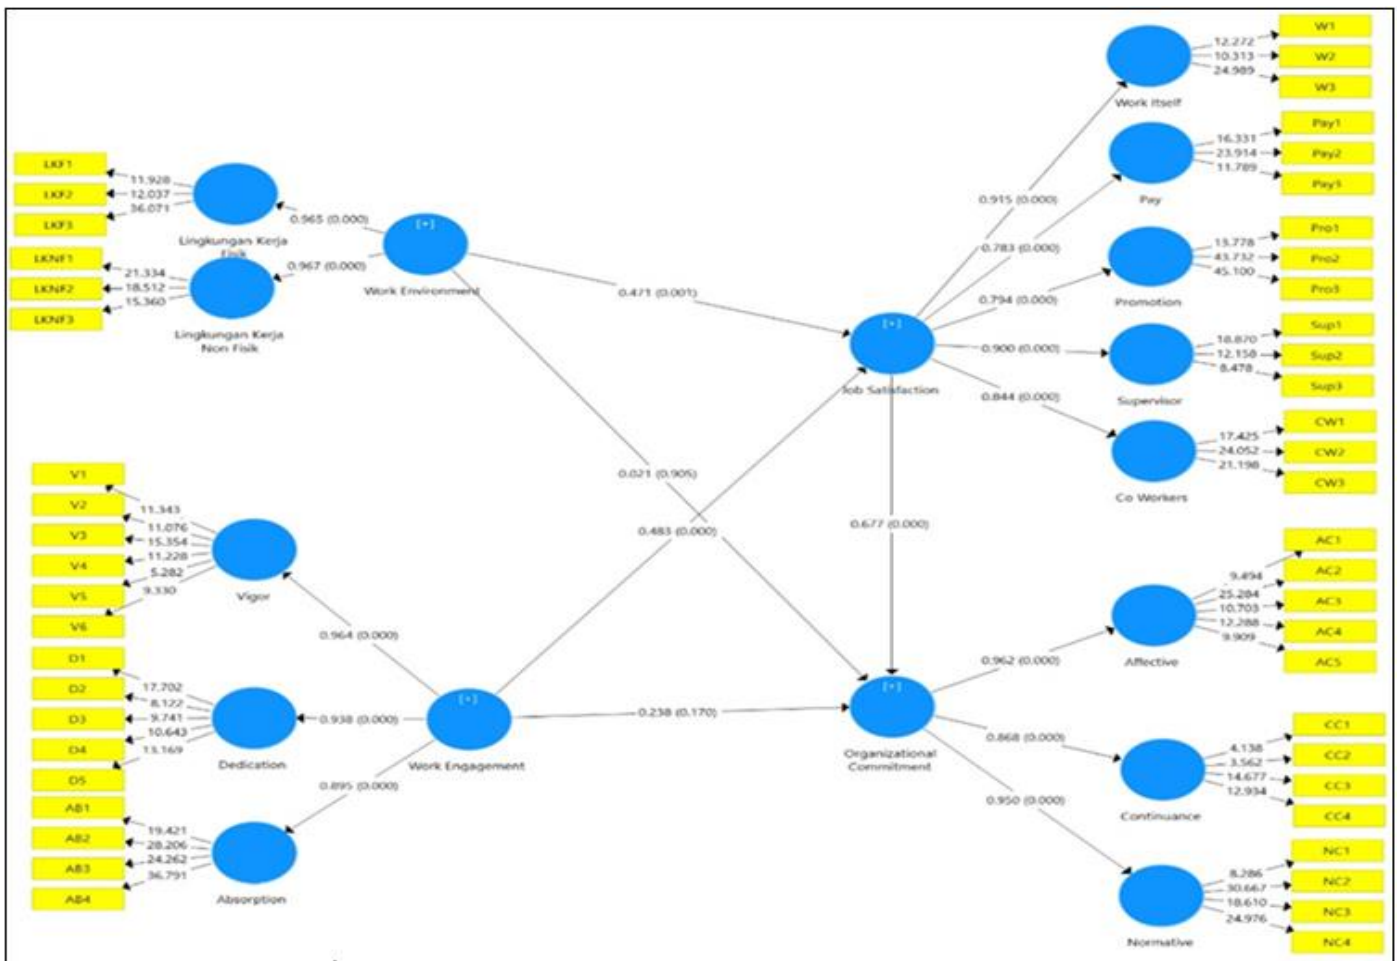 W1
12.272
10.313
W2
24.989
W3
Work Itself
Pay1
16.331
23.914
Pay2
11.789
Pay3
Pay
0.915 (0.000)
0.783 (0.000)
Pro1
13.778
43.732
Pro2
45.100
Pro3
Promotion
0.794 (0.000)
Sup1
18.870
12.158
Sup2
8.478
Sup3
Supervisor
0.900 (0.000)
0.844 (0.000)
CW1
17.425
24.052
CW2
21.198
CW3
Co Workers
LKF1
11.928
LKF2
12.037
36.071
LKF3
Lingkungan Kerja
Fisik
0.965 (0.000)
LKNF1
21.334
LKNF2
18.512
15.360
LKNF3
Lingkungan Kerja
Non Fisik
0.967 (0.000)
[+]
Work Environment
0.471 (0.001)
[+]
Job Satisfaction
0.021 (0.905)
0.483 (0.000)
0.677 (0.000)
V1
V2
11.343
11.076
V3
15.354
V4
11.228
5.282
V5
9.330
V6
Vigor
0.964 (0.000)
D1
D2
17.702
8.122
D3
9.741
10.643
D4
13.169
D5
Dedication
0.938 (0.000)
[+]
Work Engagement
0.238 (0.170)
0.895 (0.000)
AB1
19.421
AB2
28.206
24.262
AB3
36.791
AB4
Absorption
[+]
Organizational
Commitment
AC1
9.494
AC2
25.284
AC3
10.703
12.288
AC4
9.909
AC5
Affective
0.962 (0.000)
CC1
4.138
3.562
CC2
14.677
CC3
12.934
CC4
Continuance
0.868 (0.000)
NC1
8.286
30.667
NC2
18.610
NC3
24.976
NC4
Normative
0.950 (0.000)